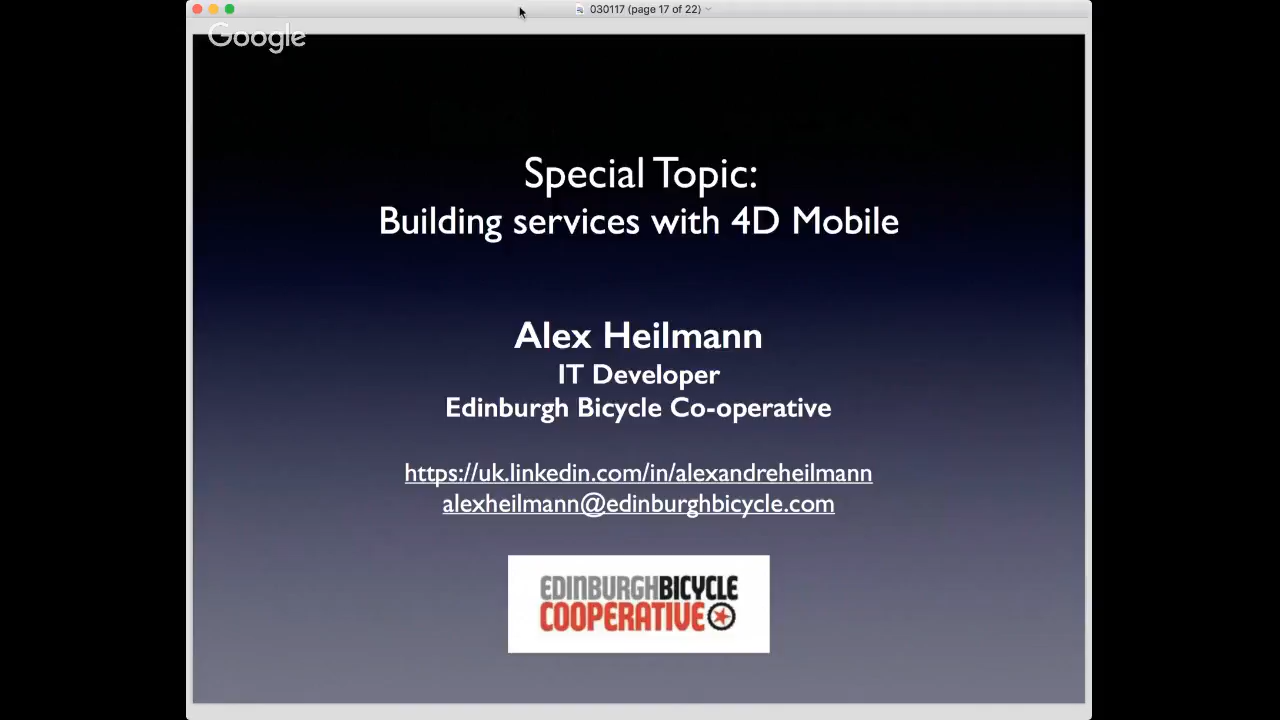 030117 (page 17 of 22)
Google
Special Topic:
Building services with 4D Mobile
Alex Heilmann
IT Developer
Edinburgh Bicycle Co-operative
https://uk.linkedin.com/in/alexandreheilmann
alexheilmann@edinburghbicycle.com
EDINBURGHBICYCLE
COOPERATIVE